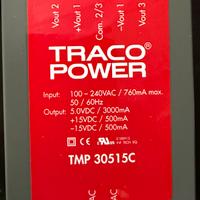 Vout 2
+Vout 1
Com. 2/3
–Vout 1
Vout 3
TRACO®
POWER
Input: 100 – 240VAC / 760mA max.
50 / 60Hz
Output: 5.0VDC / 3000mA
+15VDC / 500mA
–15VDC / 500mA
TMP 30515C